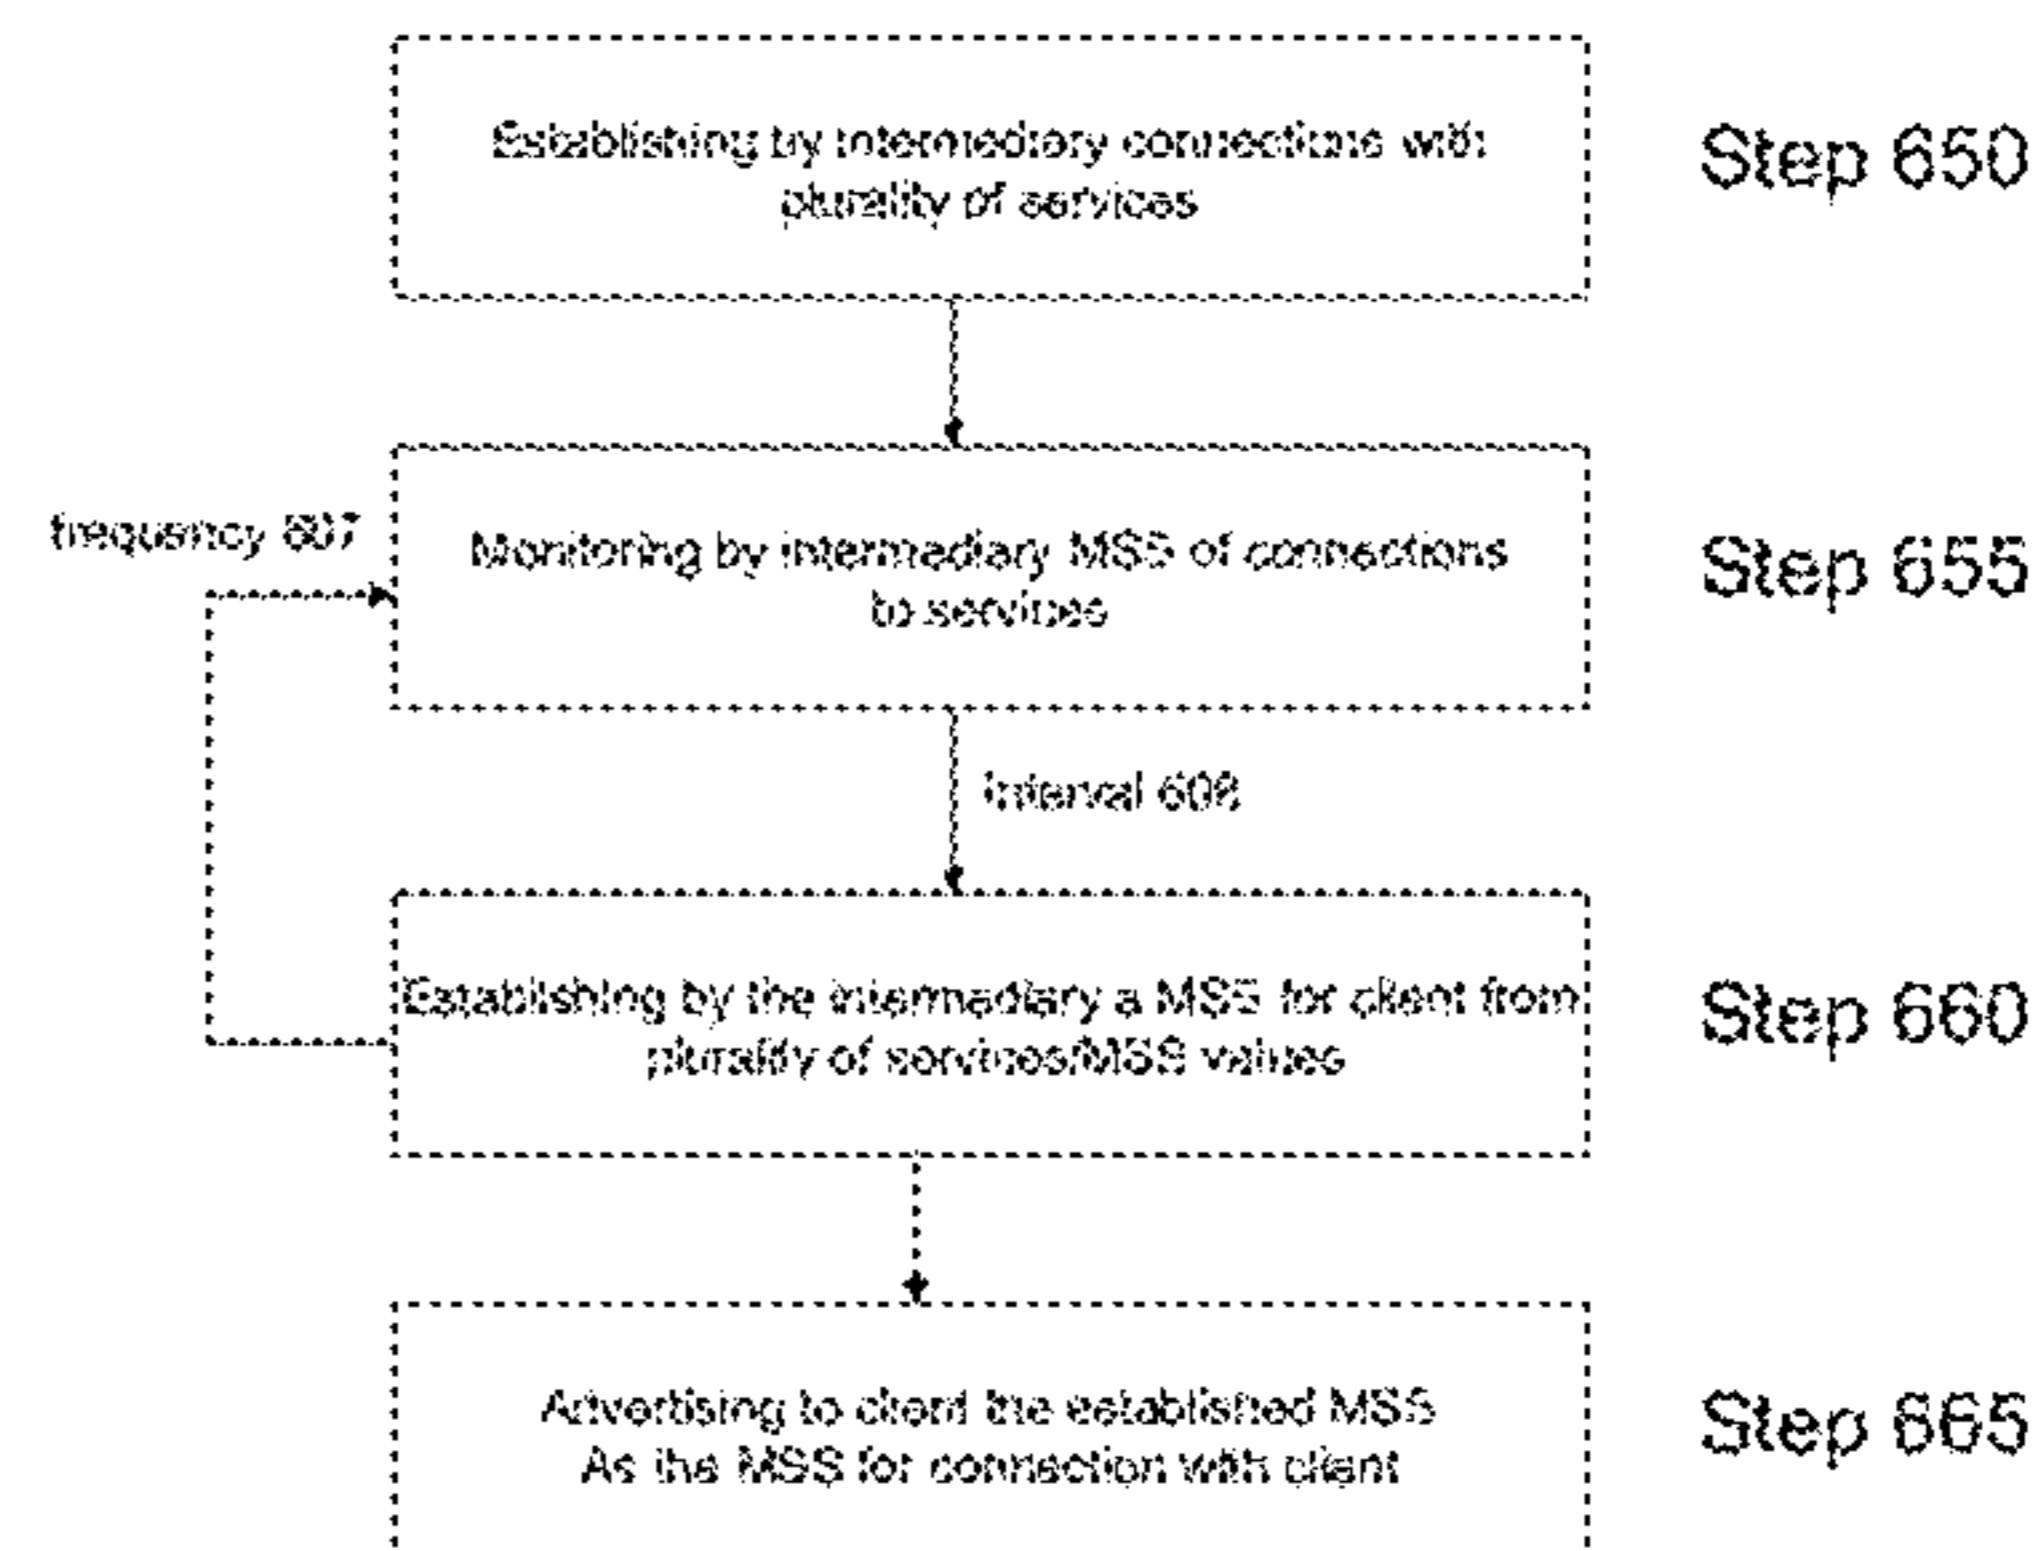 Establishing by intermediary connections with
plurality of services
Step 650
frequency 607
Monitoring by intermediary MSS of connections
to services
Step 655
Interval 608
Establishing by the intermediary a MSS for client from
plurality of services/MSS values
Step 660
Advertising to client the established MSS
As the MSS for connection with client
Step 665